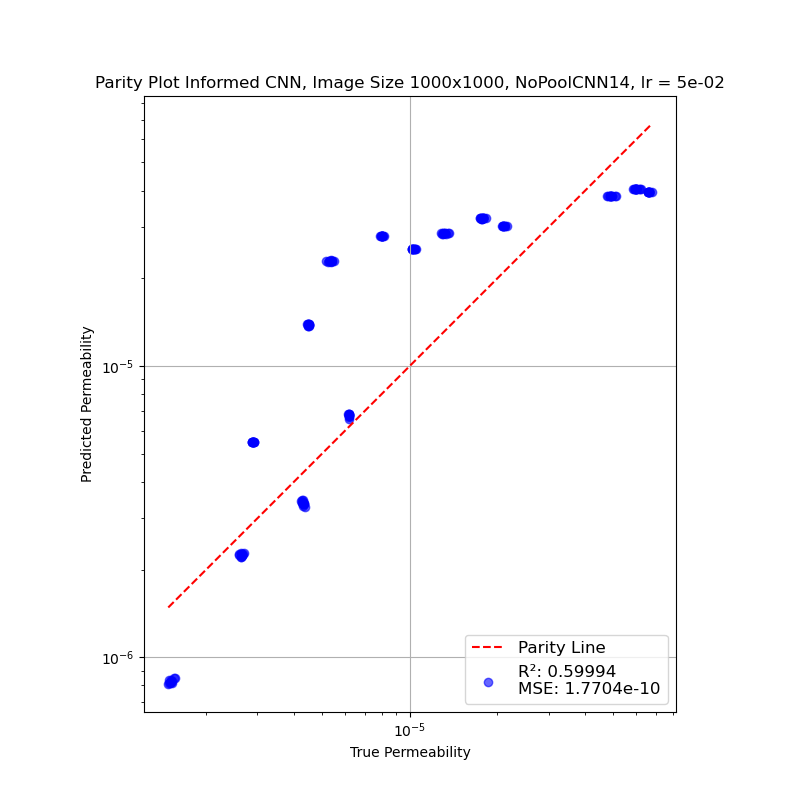 Parity Plot Informed CNN, Image Size 1000x1000, NoPoolCNN14, lr = 5e-02
Predicted Permeability
10⁻⁵
10⁻⁶
Parity Line
R²: 0.59994
MSE: 1.7704e-10
10⁻⁵
True Permeability